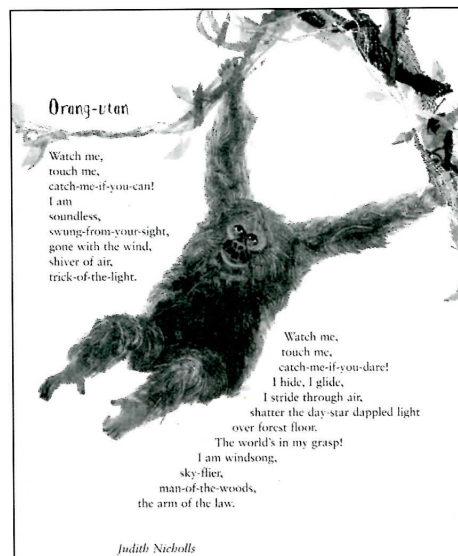 Orang-utan
Watch me,
touch me,
catch-me-if-you-can!
I am
soundless,
swung-from-your-sight,
gone with the wind,
shiver of air,
trick-of-the-light.
Watch me,
touch me,
catch-me-if-you-dare!
I hide, I glide,
I stride through air,
shatter the day-star dappled light
over forest floor.
The world's in my grasp!
I am windsong,
sky-flier,
man-of-the-woods,
the arm of the law.
Judith Nicholls